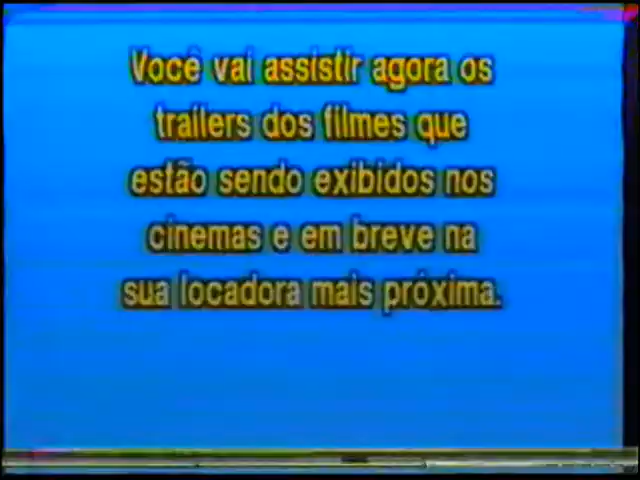 Você vai assistir agora os
trailers dos filmes que
estão sendo exibidos nos
cinemas e em breve na
sua locadora mais próxima.